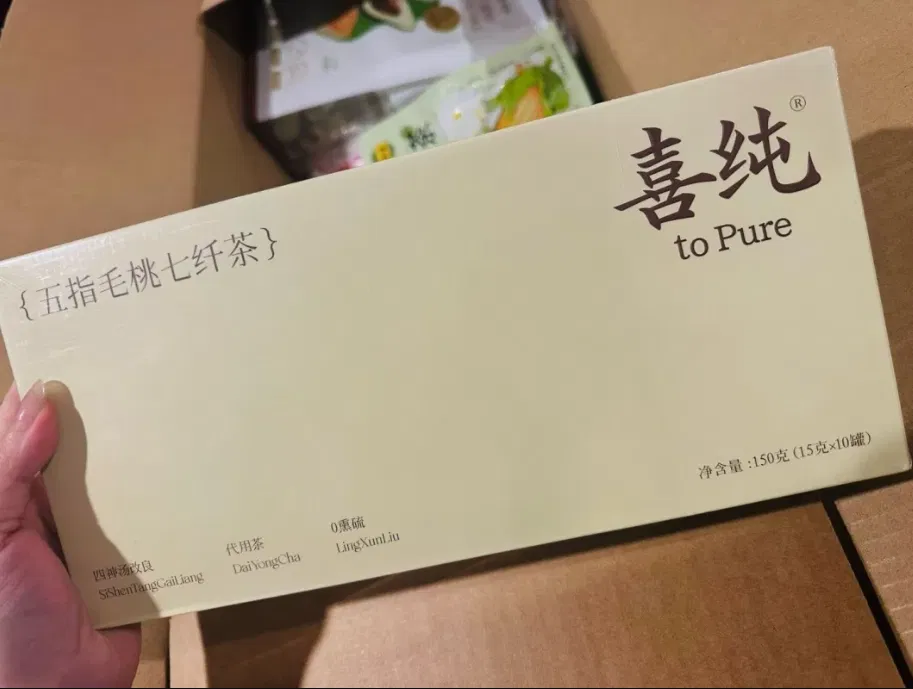 喜纯®
to Pure
{五指毛桃七纤茶}
净含量:150克 (15克×10罐)
四神汤改良
SiShenTangGaiLiang
代用茶
DaiYongCha
0熏硫
LingXunLiu